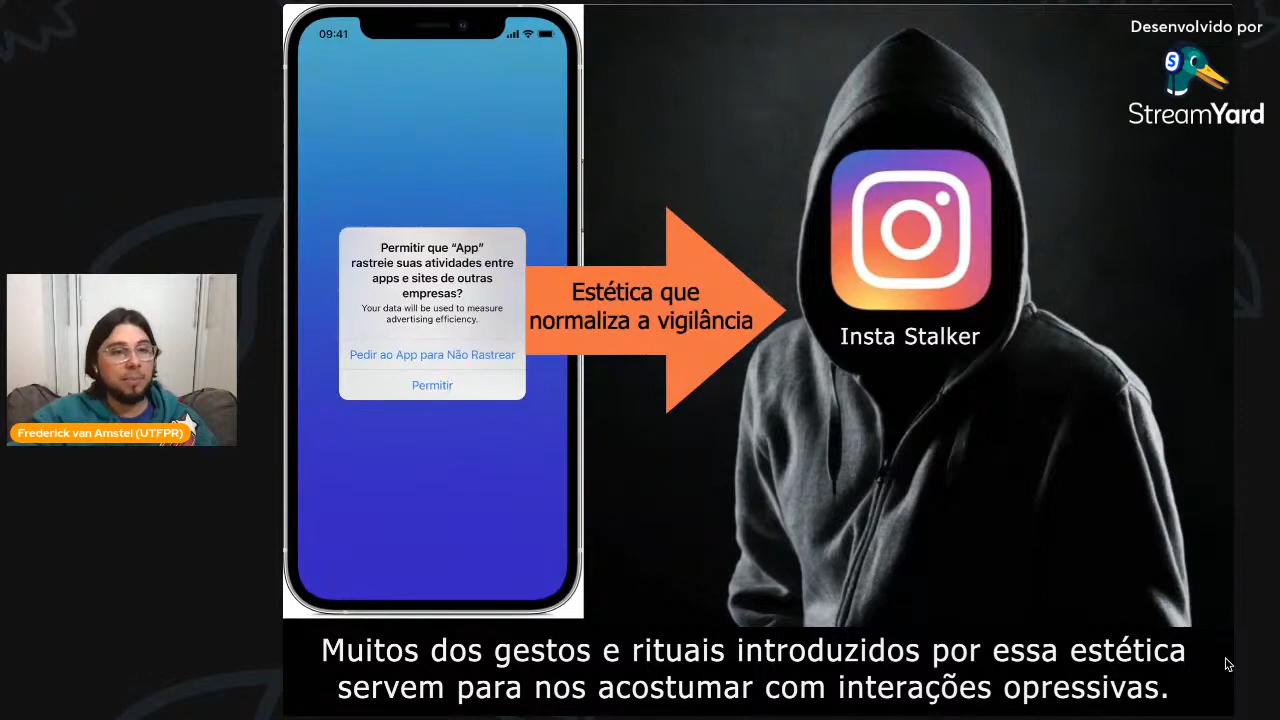 Desenvolvido por
StreamYard
09:41
Permitir que “App”
rastreie suas atividades entre
apps e sites de outras
empresas?
Your data will be used to measure
advertising efficiency.
Pedir ao App para Não Rastrear
Permitir
Estética que
normaliza a vigilância
Insta Stalker
Frederick van Amstel (UTFPR)
Muitos dos gestos e rituais introduzidos por essa estética
servem para nos acostumar com interações opressivas.